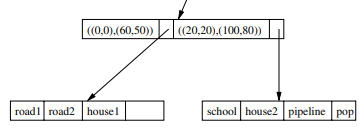 ((0,0),(60,50)) ((20,20),(100,80))
road1 road2 house1 school house2 pipeline pop